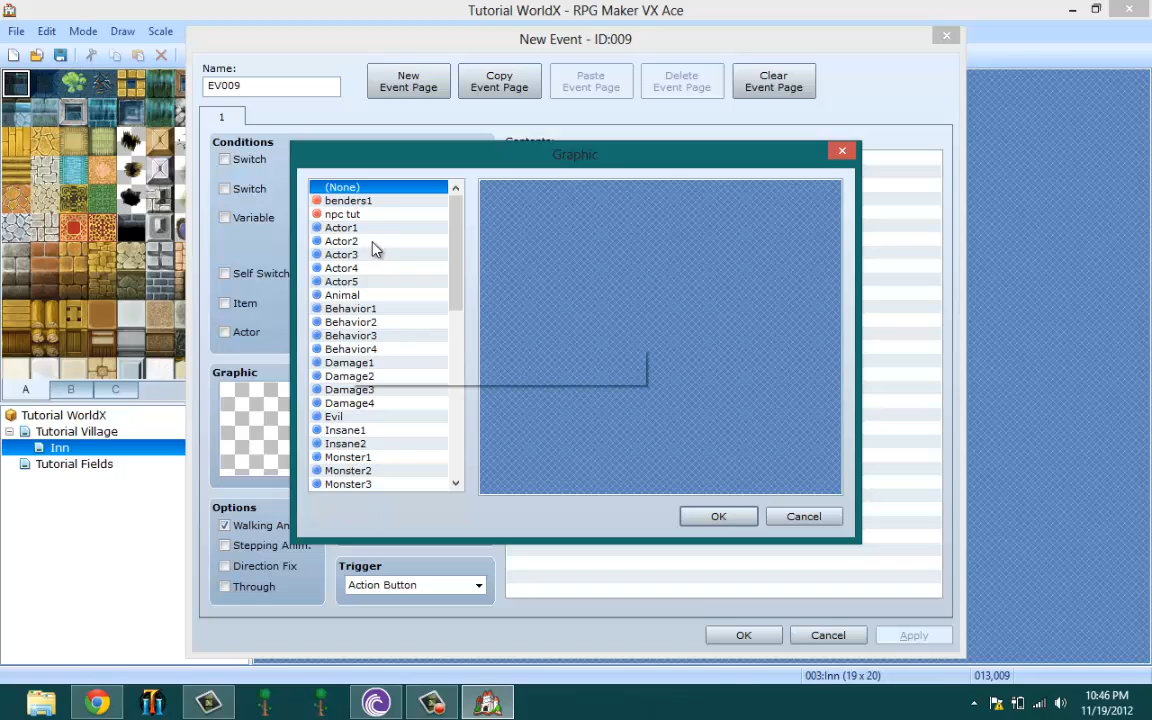 Tutorial WorldX - RPG Maker VX Ace
File Edit Mode Draw Scale
New Event - ID:009
Name:
EV009
New Event Page
Copy Event Page
Paste Event Page
Delete Event Page
Clear Event Page
1
Conditions
Switch
Switch
Variable
Self Switch
Item
Actor
Graphic
Options
Walking An
Stepping Anim.
Direction Fix
Through
Trigger
Action Button
Contents:
Graphic
(None)
benders1
npc tut
Actor1
Actor2
Actor3
Actor4
Actor5
Animal
Behavior1
Behavior2
Behavior3
Behavior4
Damage1
Damage2
Damage3
Damage4
Evil
Insane1
Insane2
Monster1
Monster2
Monster3
OK Cancel
OK Cancel Apply
A B C
Tutorial WorldX
Tutorial Village
Inn
Tutorial Fields
003:Inn (19 x 20) 013,009
10:46 PM
11/19/2012